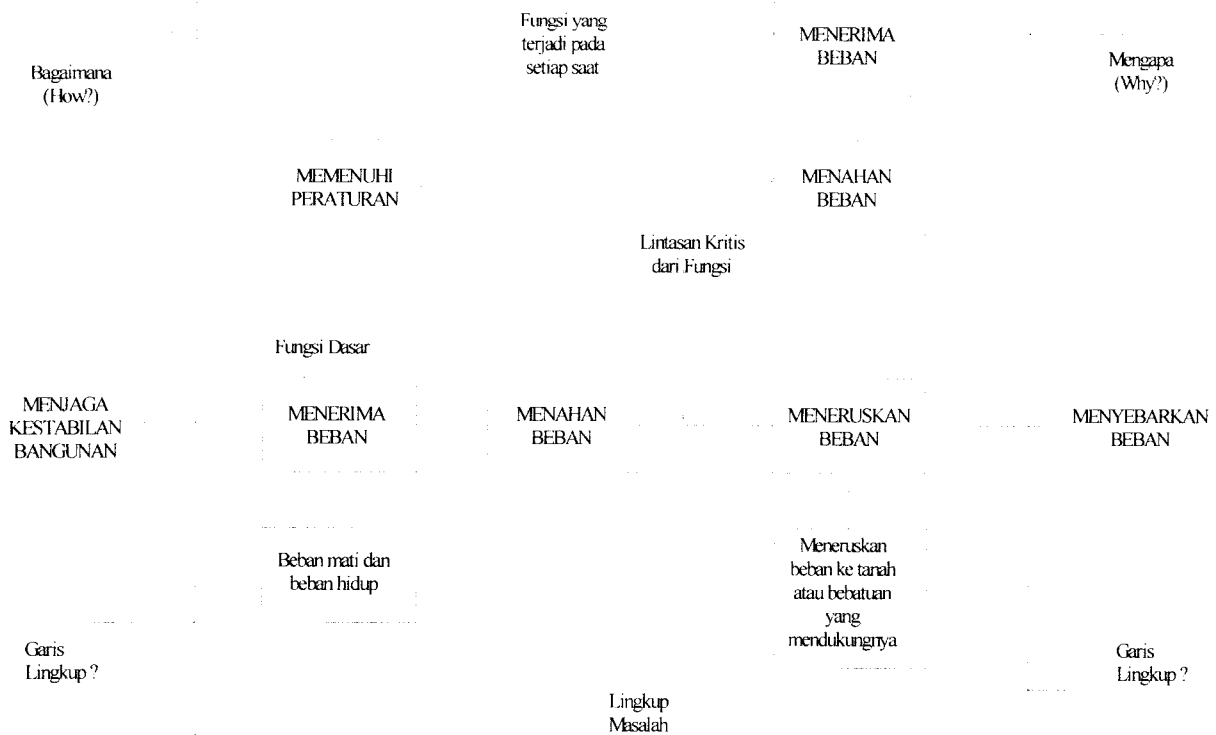 Fungsi yang
terjadi pada
setiap saat
MENERIMA
BEBAN
Bagaimana
(How?)
Mengapa
(Why?)
MEMENUHI
PERATURAN
MENAHAN
BEBAN
Lintasan Kritis
dari Fungsi
Fungsi Dasar
MENJAGA
KESTABILAN
BANGUNAN
MENERIMA
BEBAN
MENAHAN
BEBAN
MENERUSKAN
BEBAN
MENYEBARKAN
BEBAN
Beban mati dan
beban hidup
Meneruskan
beban ke tanah
atau bebatuan
yang
mendukungnya
Garis
Lingkup ?
Garis
Lingkup ?
Lingkup
Masalah